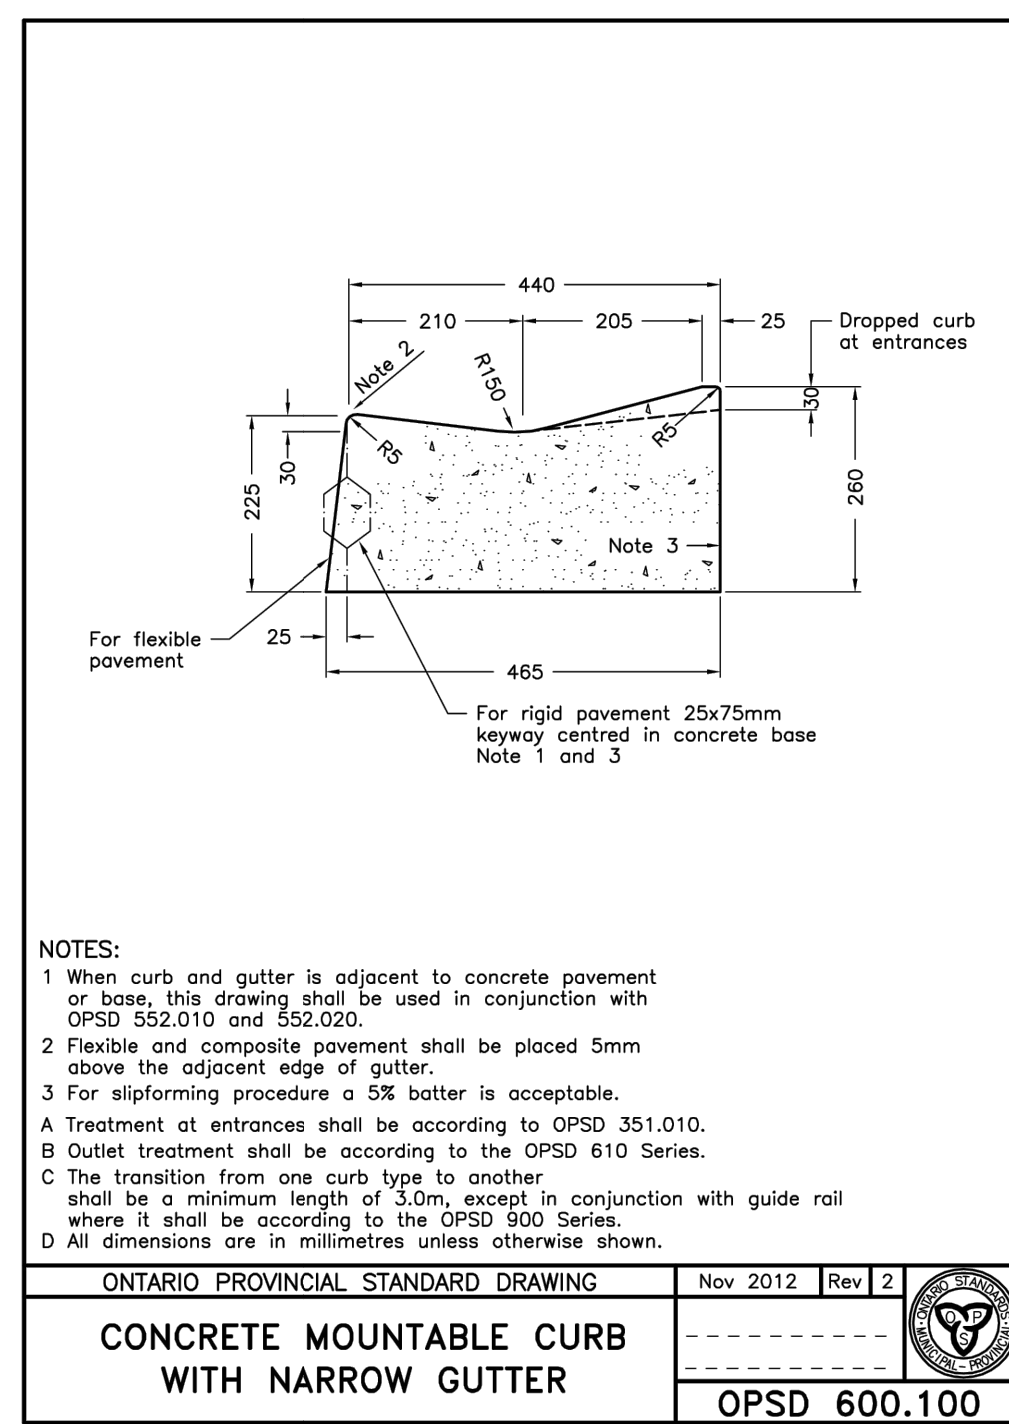 440
210
205
25
Dropped curb
at entrances
Note 2
R150
30
R5
R5
30
225
260
Note 3
For flexible
pavement
25
465
For rigid pavement 25x75mm
keyway centred in concrete base
Note 1 and 3
NOTES:
1 When curb and gutter is adjacent to concrete pavement
or base, this drawing shall be used in conjunction with
OPSD 552.010 and 552.020.
2 Flexible and composite pavement shall be placed 5mm
above the adjacent edge of gutter.
3 For slipforming procedure a 5% batter is acceptable.
A Treatment at entrances shall be according to OPSD 351.010.
B Outlet treatment shall be according to the OPSD 610 Series.
C The transition from one curb type to another
shall be a minimum length of 3.0m, except in conjunction with guide rail
where it shall be according to the OPSD 900 Series.
D All dimensions are in millimetres unless otherwise shown.
ONTARIO PROVINCIAL STANDARD DRAWING
Nov 2012 Rev 2
CONCRETE MOUNTABLE CURB
WITH NARROW GUTTER
OPSD 600.100
ONTARIO STANDARDS
MUNICIPAL-PROVINCIAL
O P
S